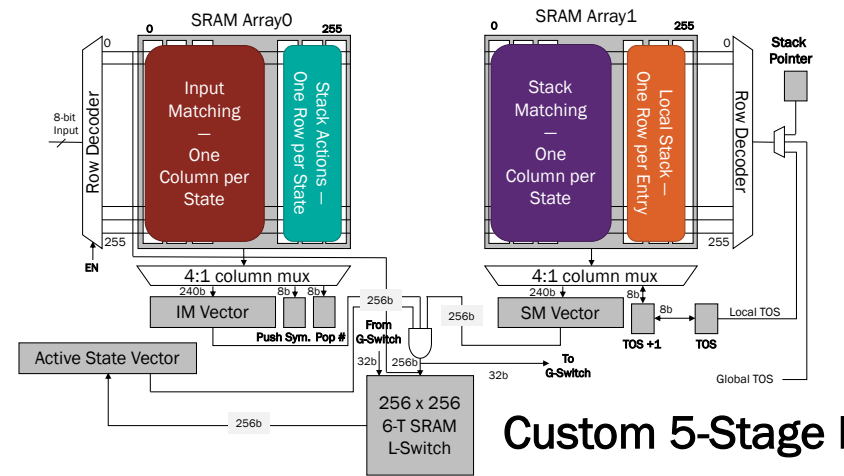 SRAM Array0
0
255
0
Row Decoder
8-bit
Input
255
EN
Input
Matching
—
One
Column per
State
Stack Actions —
One Row per State
4:1 column mux
240b
8b
8b
IM Vector
Push Sym.
Pop #
SRAM Array1
0
255
0
Stack
Matching
—
One
Column per
State
Local Stack —
One Row per Entry
Row Decoder
255
Stack
Pointer
4:1 column mux
240b
8b
8b
SM Vector
TOS +1
TOS
Local TOS
Global TOS
256b
256b
From
G-Switch
32b
256b
32b
To
G-Switch
Active State Vector
256b
256 x 256
6-T SRAM
L-Switch
Custom 5-Stage